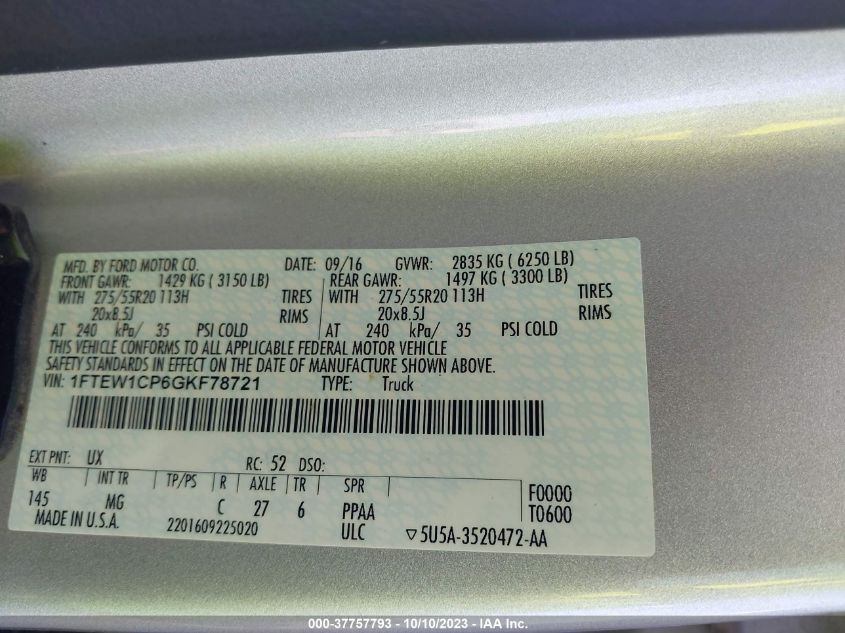 MFD. BY FORD MOTOR CO. DATE: 09/16 GVWR: 2835 KG ( 6250 LB)
FRONT GAWR: 1429 KG ( 3150 LB) REAR GAWR: 1497 KG ( 3300 LB)
WITH 275/55R20 113H TIRES WITH 275/55R20 113H TIRES
20x8.5J RIMS 20x8.5J RIMS
AT 240 kPa/ 35 PSI COLD AT 240 kPa/ 35 PSI COLD
THIS VEHICLE CONFORMS TO ALL APPLICABLE FEDERAL MOTOR VEHICLE
SAFETY STANDARDS IN EFFECT ON THE DATE OF MANUFACTURE SHOWN ABOVE.
VIN: 1FTEW1CP6GKF78721 TYPE: Truck
EXT PNT: UX RC: 52 DSO:
WB INT TR TP/PS R AXLE TR SPR
145 MG C 27 6 PPAA F0000
MADE IN U.S.A. 2201609225020 ULC T0600
▽5U5A-3520472-AA
000-37757793 - 10/10/2023 - IAA Inc.